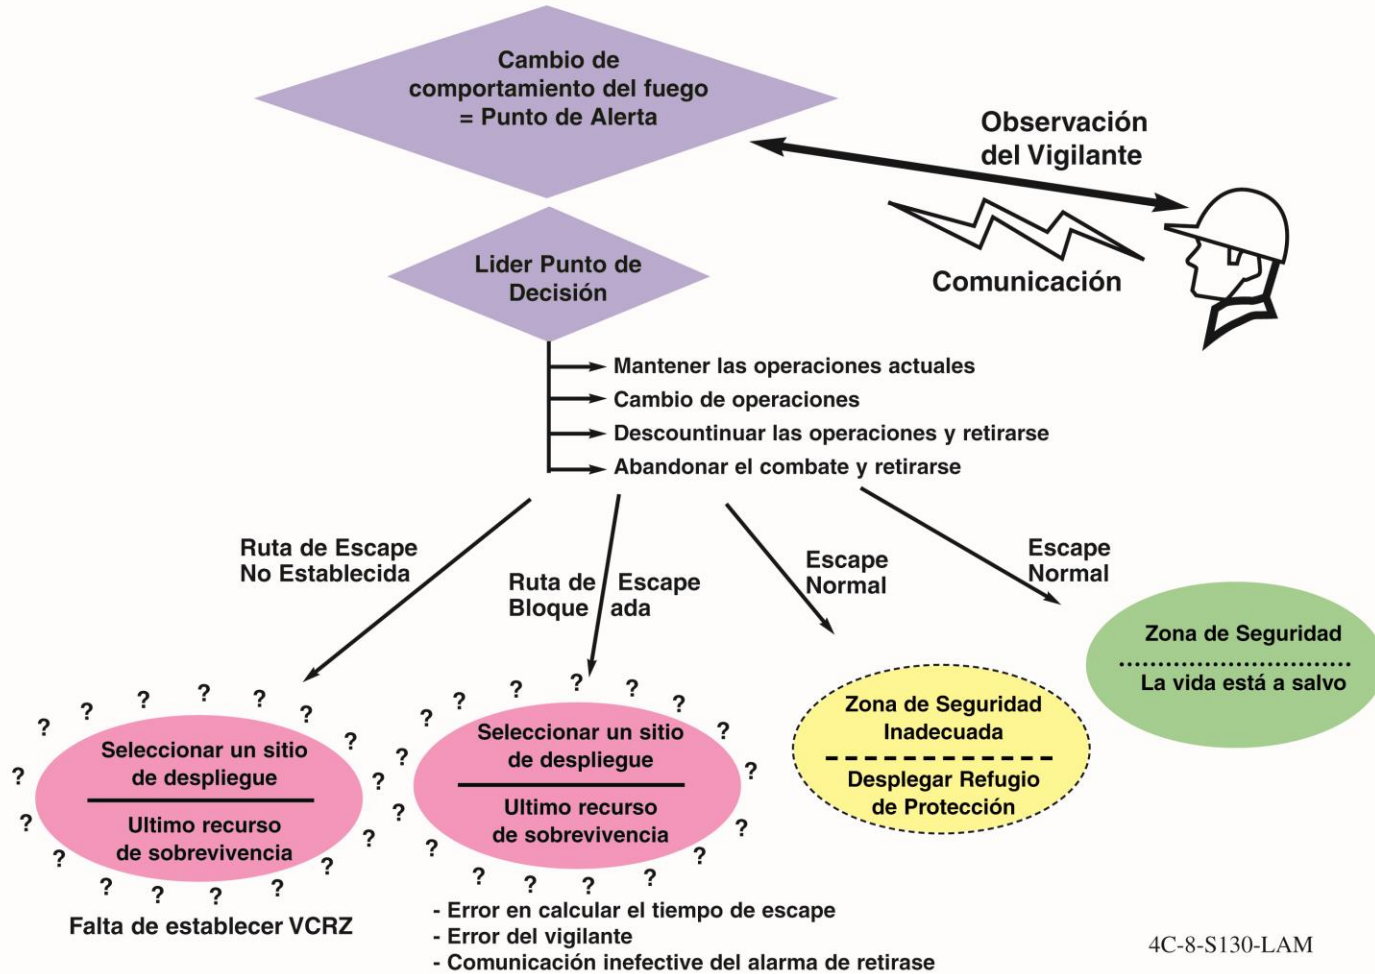 Cambio de
comportamiento del fuego
= Punto de Alerta
Observación
del Vigilante
Comunicación
Lider Punto de
Decisión
Mantener las operaciones actuales
Cambio de operaciones
Descountinuar las operaciones y retirarse
Abandonar el combate y retirarse
Ruta de Escape
No Establecida
Ruta de Escape
Bloque ada
Escape
Normal
Escape
Normal
Zona de Seguridad
La vida está a salvo
Zona de Seguridad
Inadecuada
Desplegar Refugio
de Protección
? ? ? ? ? ? ? ? ? ? ? ? ? ? ? ? ? ? ? ? ?
Seleccionar un sitio
de despliegue
Ultimo recurso
de sobrevivencia
? ? ? ? ? ? ? ? ? ? ? ? ? ? ? ? ? ? ? ? ?
Seleccionar un sitio
de despliegue
Ultimo recurso
de sobrevivencia
Falta de establecer VCRZ
- Error en calcular el tiempo de escape
- Error del vigilante
- Comunicación inefective del alarma de retirase
4C-8-S130-LAM